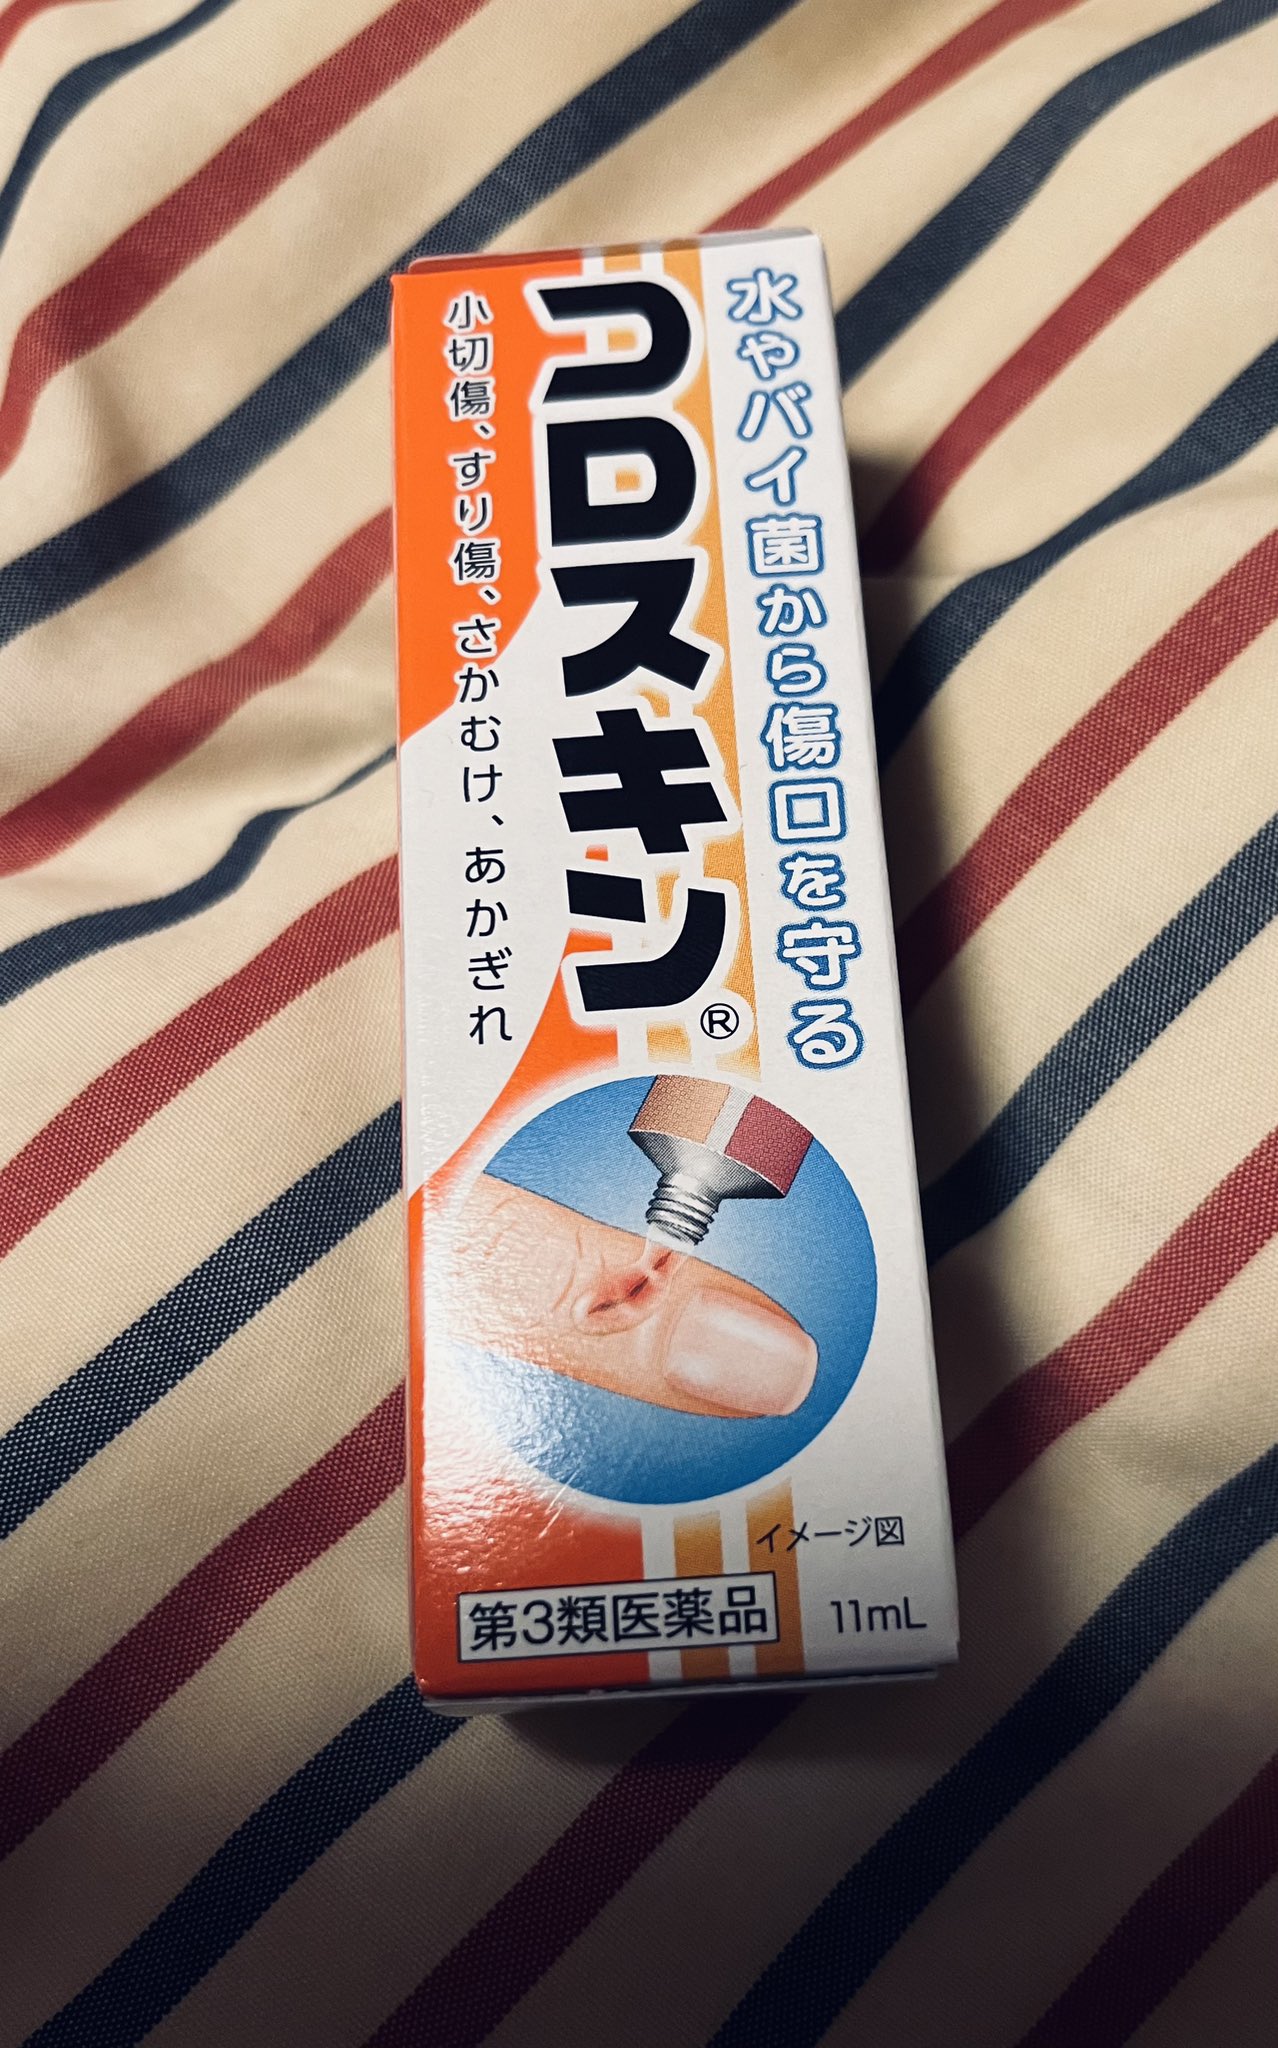 水やバイ菌から傷口を守る
コロスキン®
小切傷、すり傷、さかむけ、あかぎれ
イメージ図
第3類医薬品
11mL